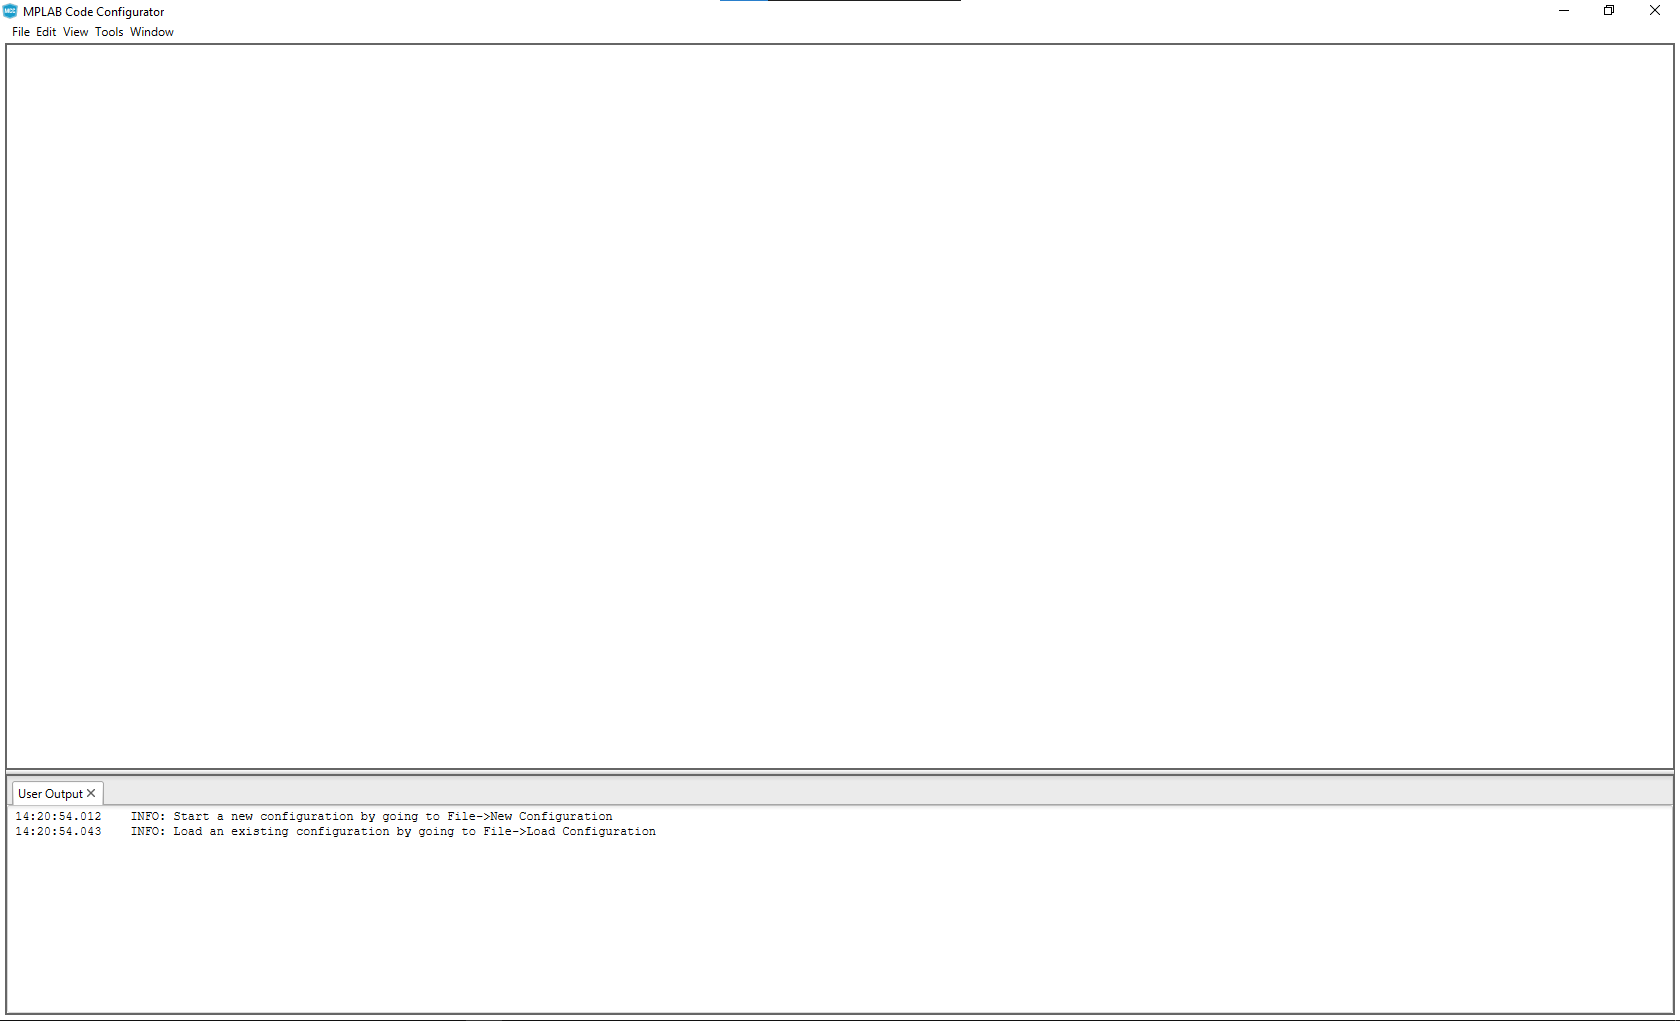 MCC MPLAB Code Configurator
File Edit View Tools Window
User Output
14:20:54.012 INFO: Start a new configuration by going to File->New Configuration
14:20:54.043 INFO: Load an existing configuration by going to File->Load Configuration